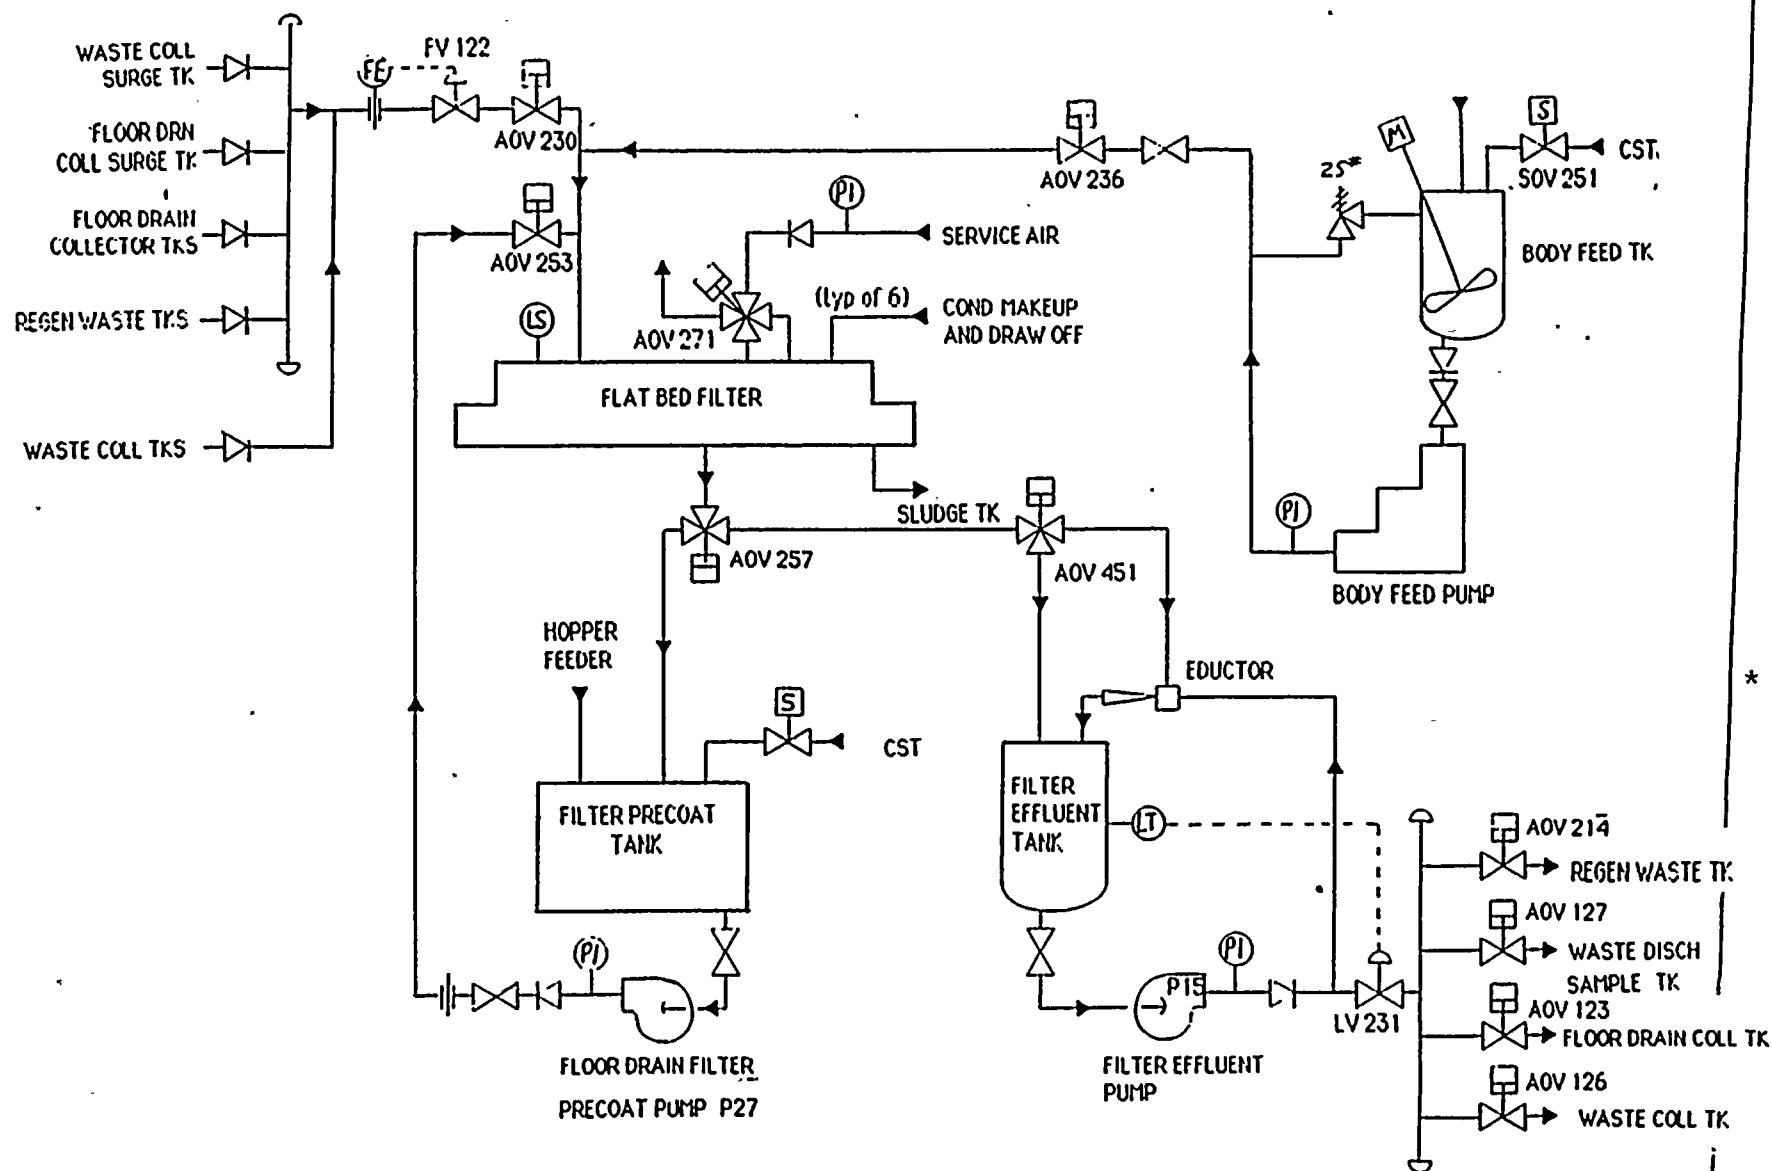 WASTE COLL
SURGE TK
FLOOR DRN
COLL SURGE TK
FLOOR DRAIN
COLLECTOR TKS
REGEN WASTE TKS
WASTE COLL TKS
FE
FV 122
AOV 230
AOV 253
LS
AOV 271
PI
SERVICE AIR
(typ of 6)
COND MAKEUP
AND DRAW OFF
AOV 236
25#
M
S
CST
SOV 251
BODY FEED TK
PI
BODY FEED PUMP
FLAT BED FILTER
SLUDGE TK
AOV 257
AOV 451
HOPPER
FEEDER
S
CST
EDUCTOR
*
FILTER PRECOAT
TANK
FILTER
EFFLUENT
TANK
LT
PI
FLOOR DRAIN FILTER
PRECOAT PUMP P27
P15
PI
FILTER EFFLUENT
PUMP
LV 231
AOV 214
REGEN WASTE TK
AOV 127
WASTE DISCH
SAMPLE TK
AOV 123
FLOOR DRAIN COLL TK
AOV 126
WASTE COLL TK